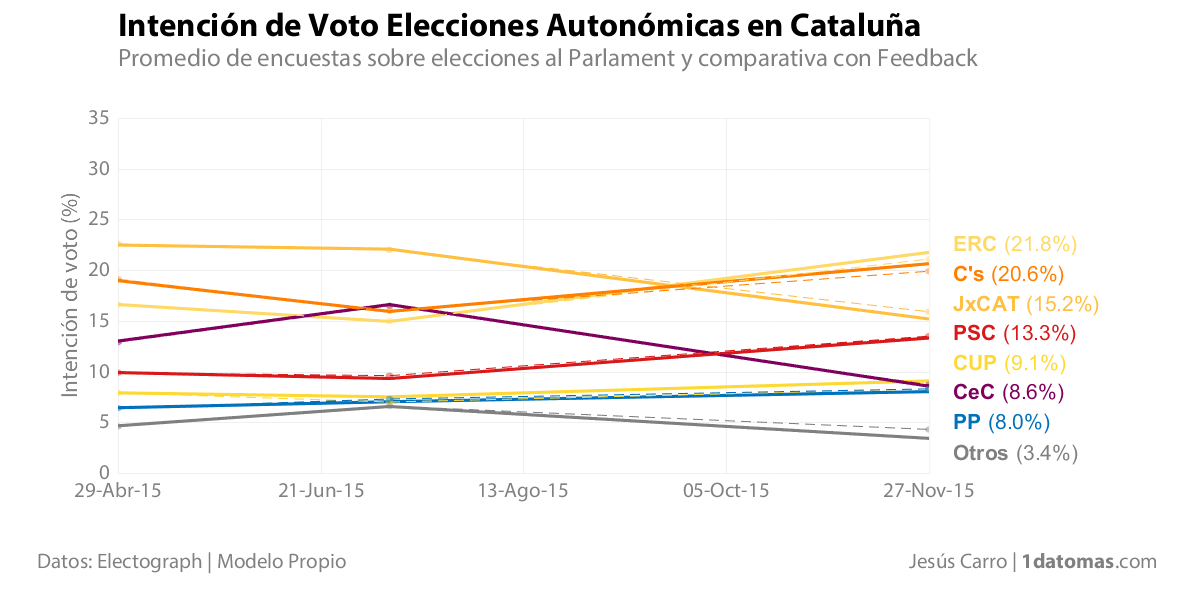 Intención de Voto Elecciones Autonómicas en Cataluña
Promedio de encuestas sobre elecciones al Parlament y comparativa con Feedback
Intención de voto (%)
35
30
25
20
15
10
5
0
29-Abr-15
21-Jun-15
13-Ago-15
05-Oct-15
27-Nov-15
ERC (21.8%)
C's (20.6%)
JxCAT (15.2%)
PSC (13.3%)
CUP (9.1%)
CeC (8.6%)
PP (8.0%)
Otros (3.4%)
Datos: Electograph | Modelo Propio
Jesús Carro | 1datomas.com